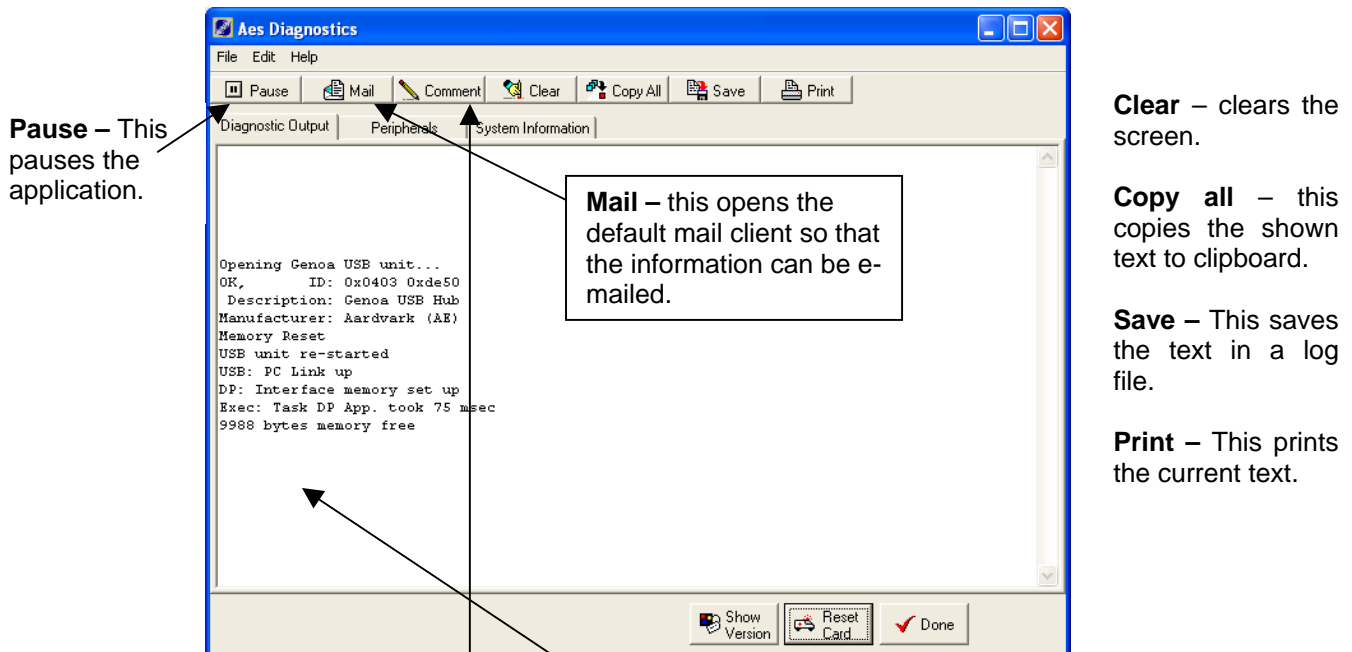 Aes Diagnostics
File Edit Help
Pause Mail Comment Clear Copy All Save Print
Diagnostic Output Peripherals System Information
Pause – This
pauses the
application.
Mail – this opens the
default mail client so that
the information can be e-
mailed.
Opening Genoa USB unit...
OK, ID: 0x0403 0xde50
Description: Genoa USB Hub
Manufacturer: Aardvark (AE)
Memory Reset
USB unit re-started
USB: PC Link up
DP: Interface memory set up
Exec: Task DP App. took 75 msec
9988 bytes memory free
Show
Version
Reset
Card
Done
Clear – clears the
screen.
Copy all – this
copies the shown
text to clipboard.
Save – This saves
the text in a log
file.
Print – This prints
the current text.